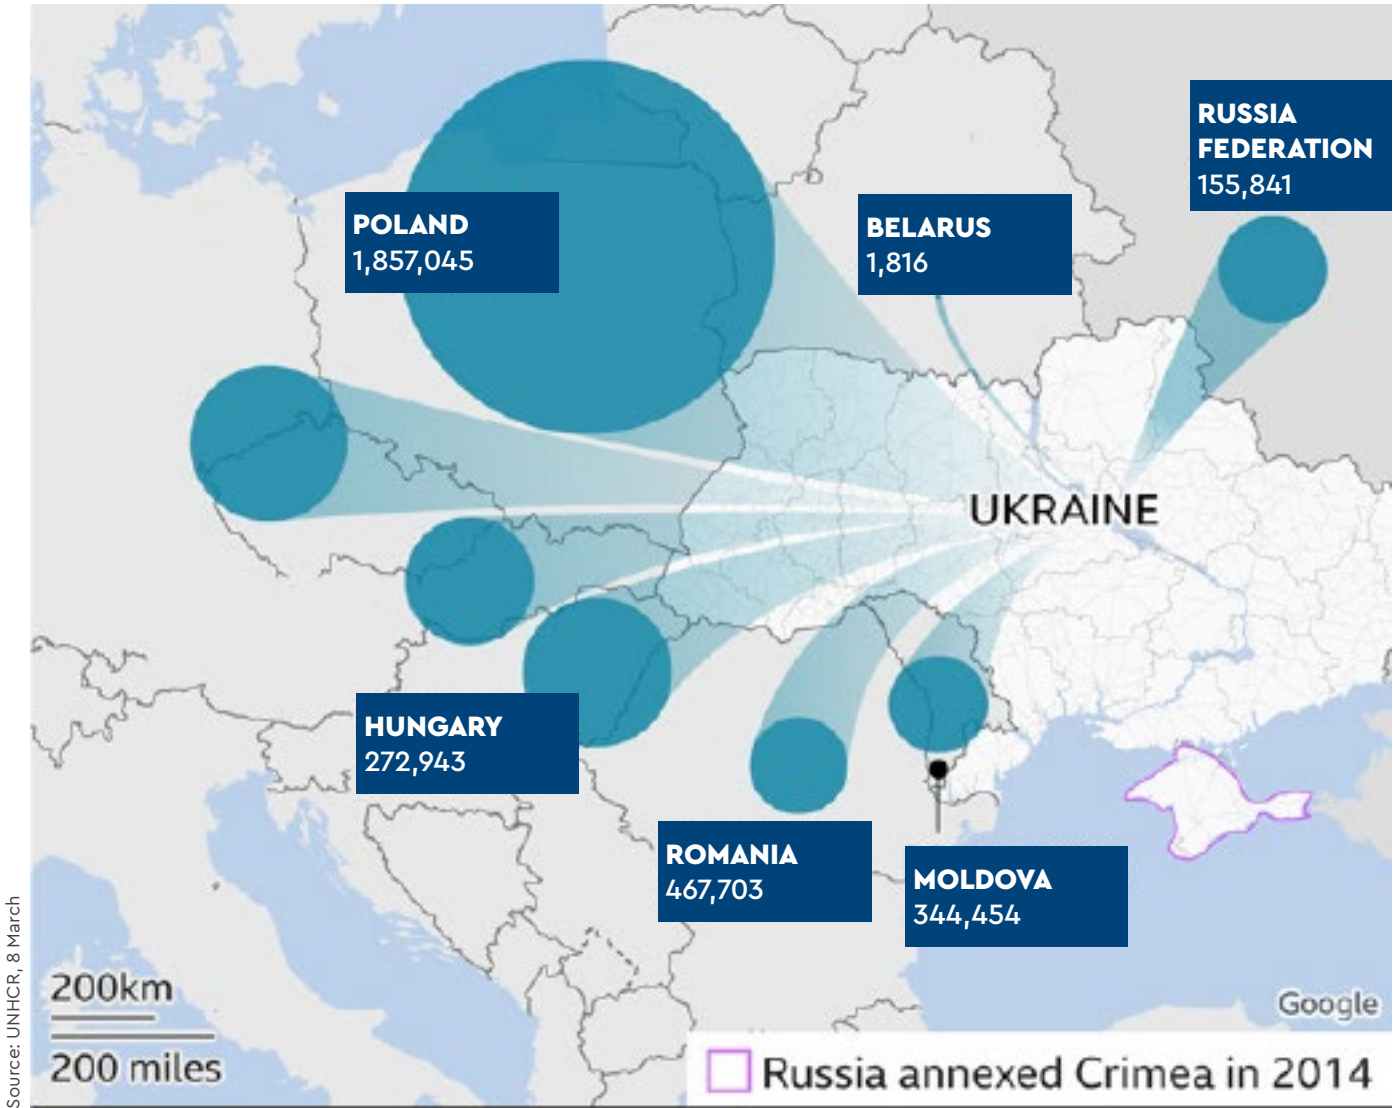 POLAND
1,857,045
BELARUS
1,816
RUSSIA
FEDERATION
155,841
UKRAINE
HUNGARY
272,943
ROMANIA
467,703
MOLDOVA
344,454
200km
200 miles
Google
Russia annexed Crimea in 2014
Source: UNHCR, 8 March